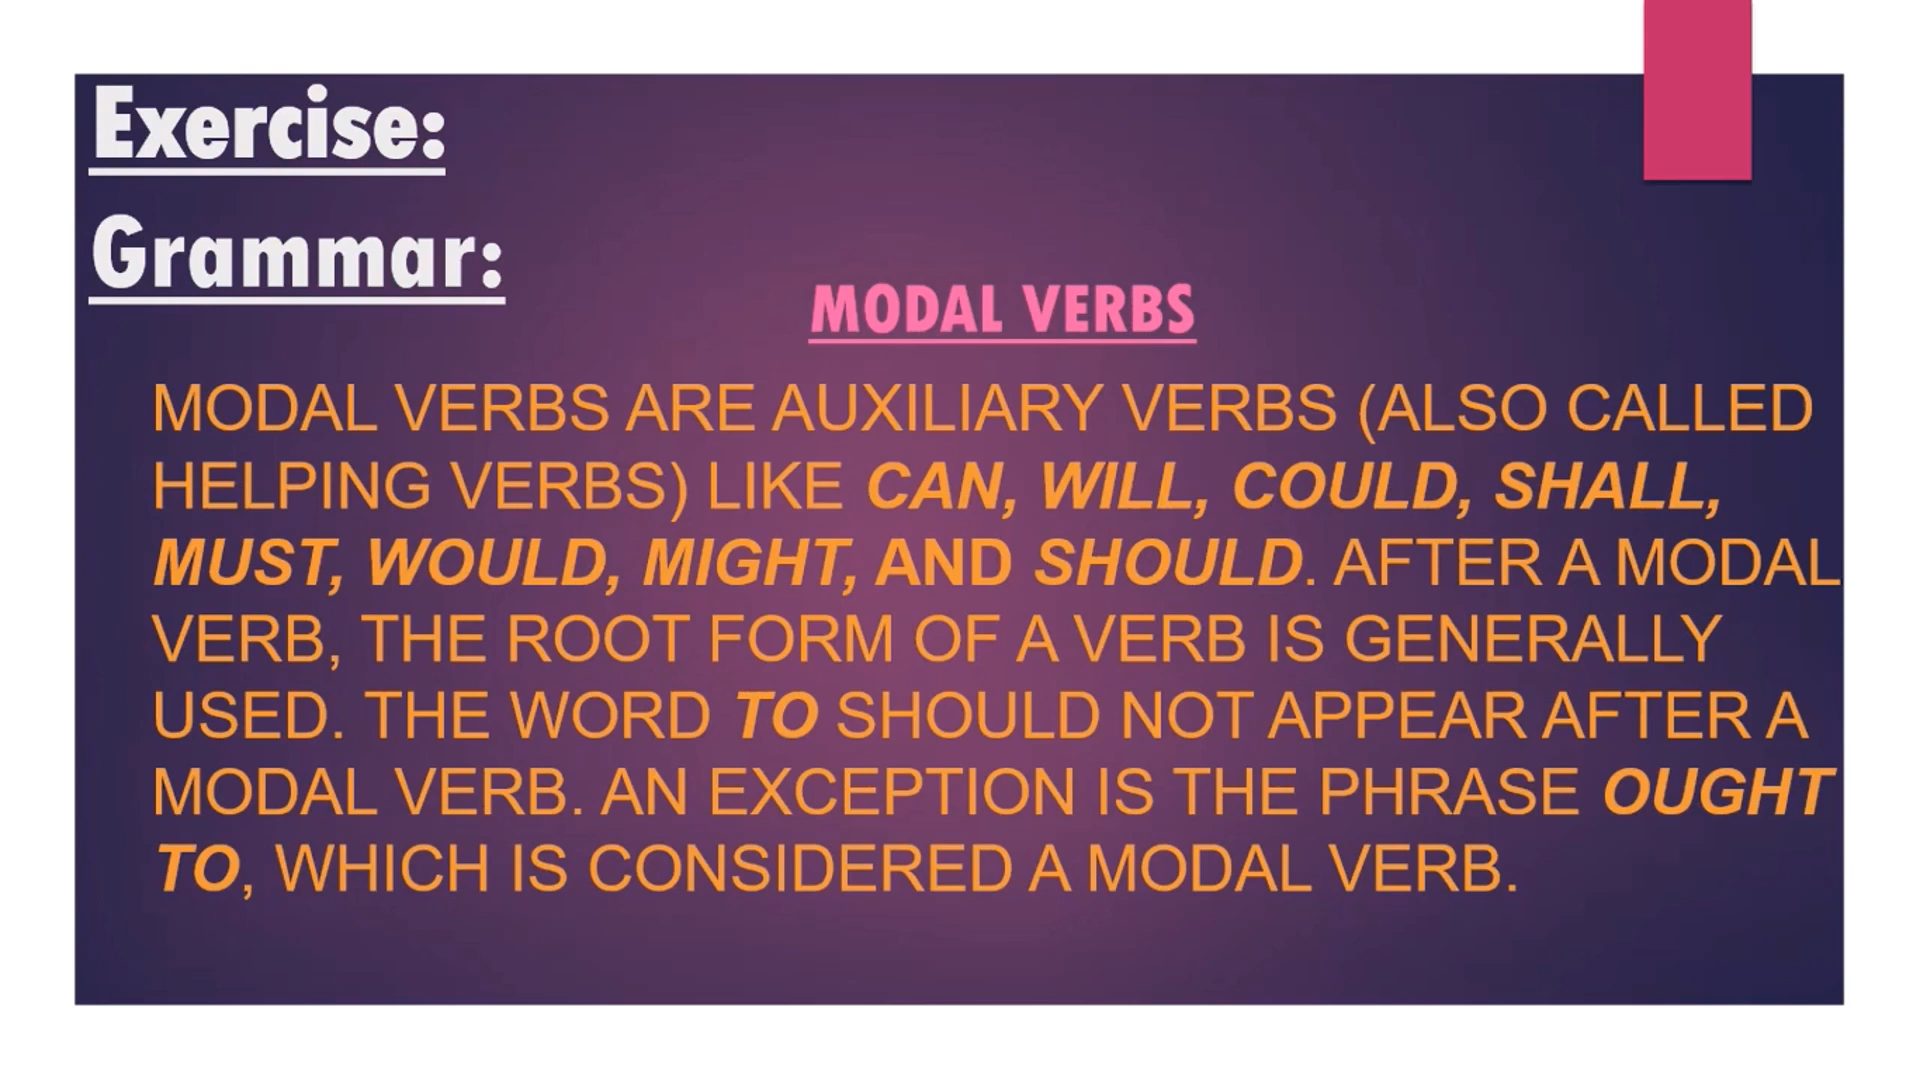 Exercise:
Grammar:
MODAL VERBS
MODAL VERBS ARE AUXILIARY VERBS (ALSO CALLED
HELPING VERBS) LIKE CAN, WILL, COULD, SHALL,
MUST, WOULD, MIGHT, AND SHOULD. AFTER A MODAL
VERB, THE ROOT FORM OF A VERB IS GENERALLY
USED. THE WORD TO SHOULD NOT APPEAR AFTER A
MODAL VERB. AN EXCEPTION IS THE PHRASE OUGHT
TO, WHICH IS CONSIDERED A MODAL VERB.